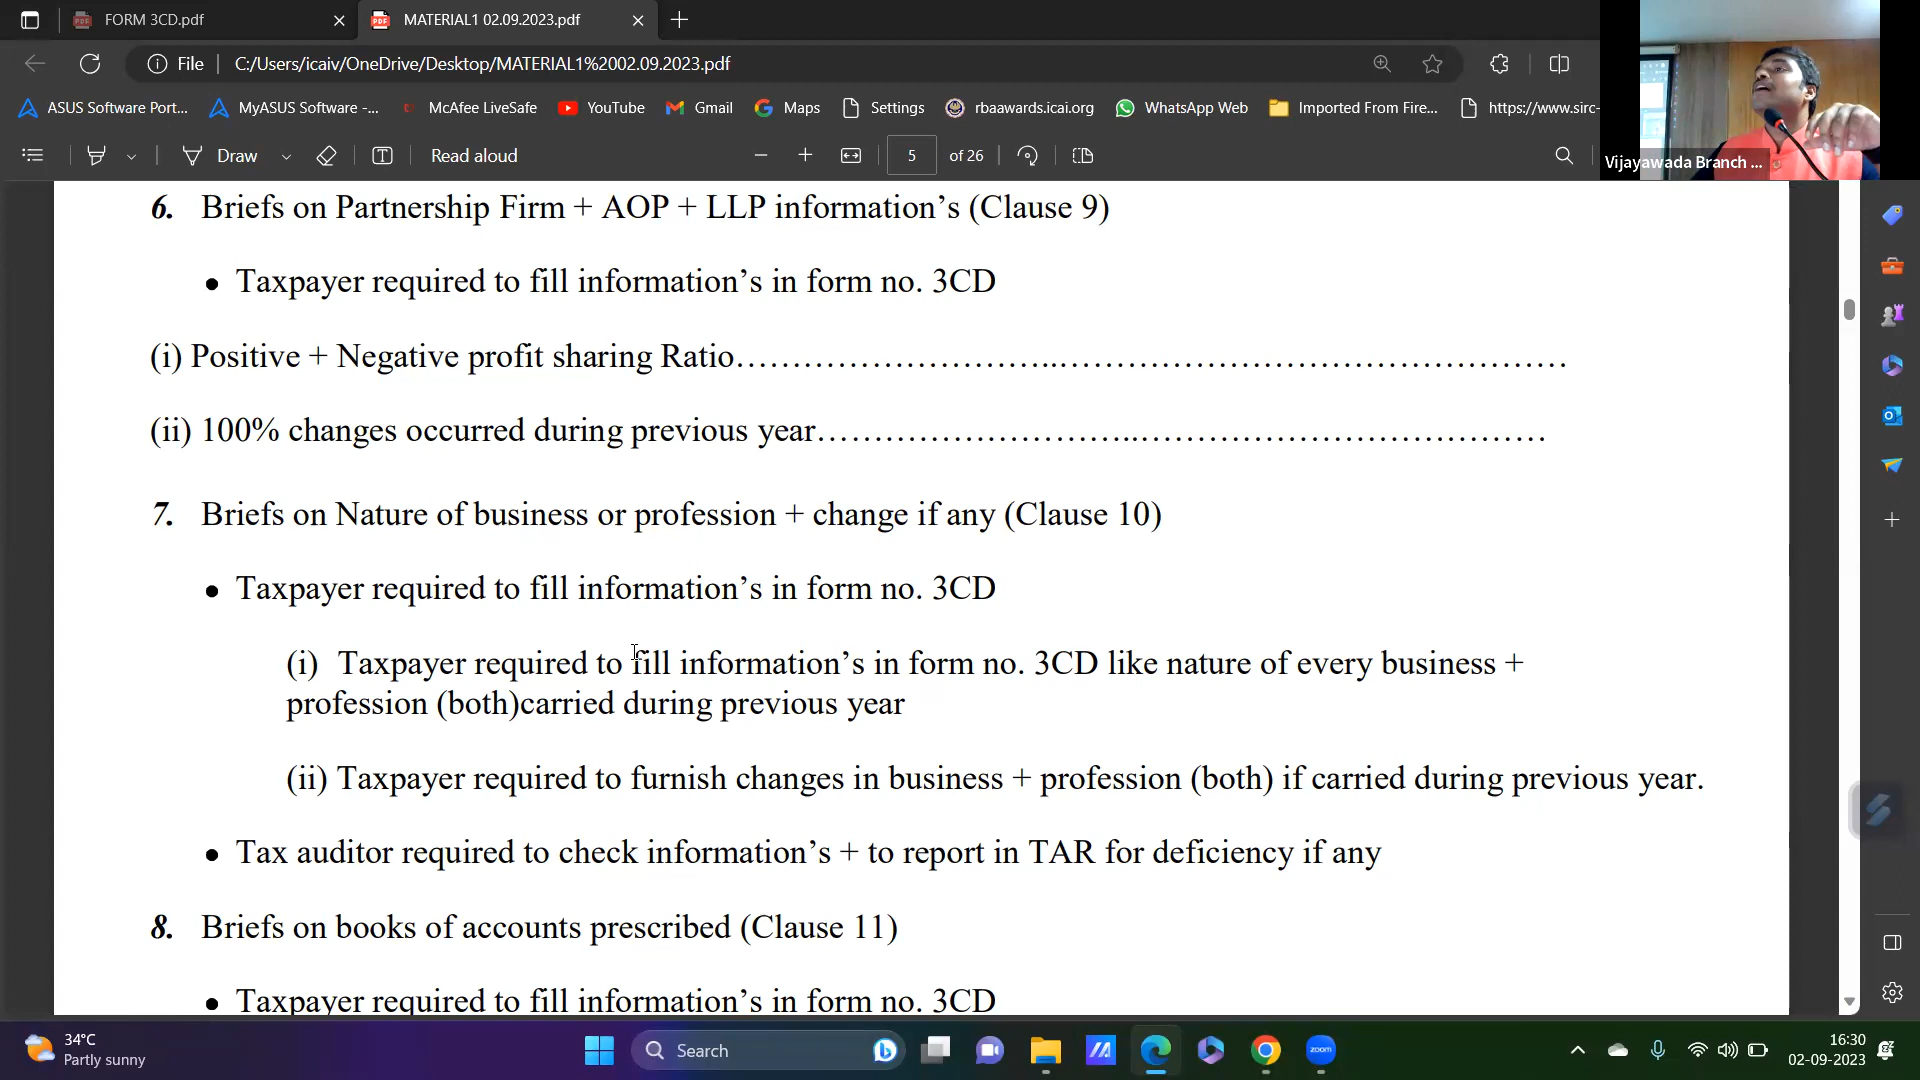 FORM 3CD.pdf
MATERIAL1 02.09.2023.pdf
File
C:/Users/icaiv/OneDrive/Desktop/MATERIAL1%2002.09.2023.pdf
ASUS Software Port...
MyASUS Software -...
McAfee LiveSafe
YouTube
Gmail
Maps
Settings
rbaawards.icai.org
WhatsApp Web
Imported From Fire...
https://www.sirc-
Draw
Read aloud
5
of 26
Vijayawada Branch ...
6. Briefs on Partnership Firm + AOP + LLP information’s (Clause 9)
• Taxpayer required to fill information’s in form no. 3CD
(i) Positive + Negative profit sharing Ratio…………………………..………………………………………
(ii) 100% changes occurred during previous year…………………………..………………………………
7. Briefs on Nature of business or profession + change if any (Clause 10)
• Taxpayer required to fill information’s in form no. 3CD
(i) Taxpayer required to fill information’s in form no. 3CD like nature of every business +
profession (both)carried during previous year
(ii) Taxpayer required to furnish changes in business + profession (both) if carried during previous year.
• Tax auditor required to check information’s + to report in TAR for deficiency if any
8. Briefs on books of accounts prescribed (Clause 11)
• Taxpayer required to fill information’s in form no. 3CD
34°C
Partly sunny
Search
zoom
16:30
02-09-2023